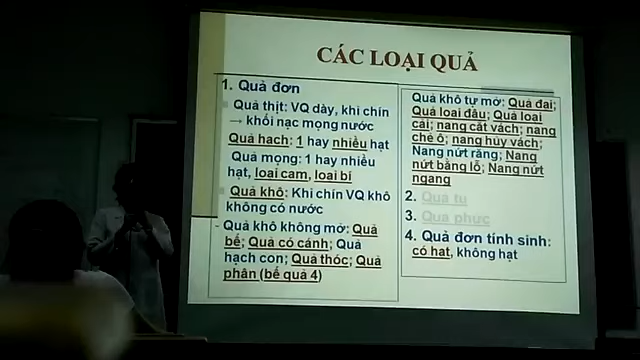 CÁC LOẠI QUẢ
1. Quả đơn
Quả thịt: VQ dày, khi chín
→ khối nạc mọng nước
Quả hạch: 1 hay nhiều hạt
Quả mọng: 1 hay nhiều
hạt, loại cam, loại bí
Quả khô: Khi chín VQ khô
không có nước
- Quả khô không mở: Quả
bế; Quả có cánh; Quả
hạch con; Quả thóc; Quả
phân (bế quả 4)
Quả khô tự mở: Quả đại;
Quả loại đậu; Quả loại
cải; nang cắt vách; nang
chẻ ô; nang hủy vách;
Nang nứt răng; Nang
nứt bằng lỗ; Nang nứt
ngang
2. Quả tụ
3. Quả phức
4. Quả đơn tính sinh:
có hạt, không hạt